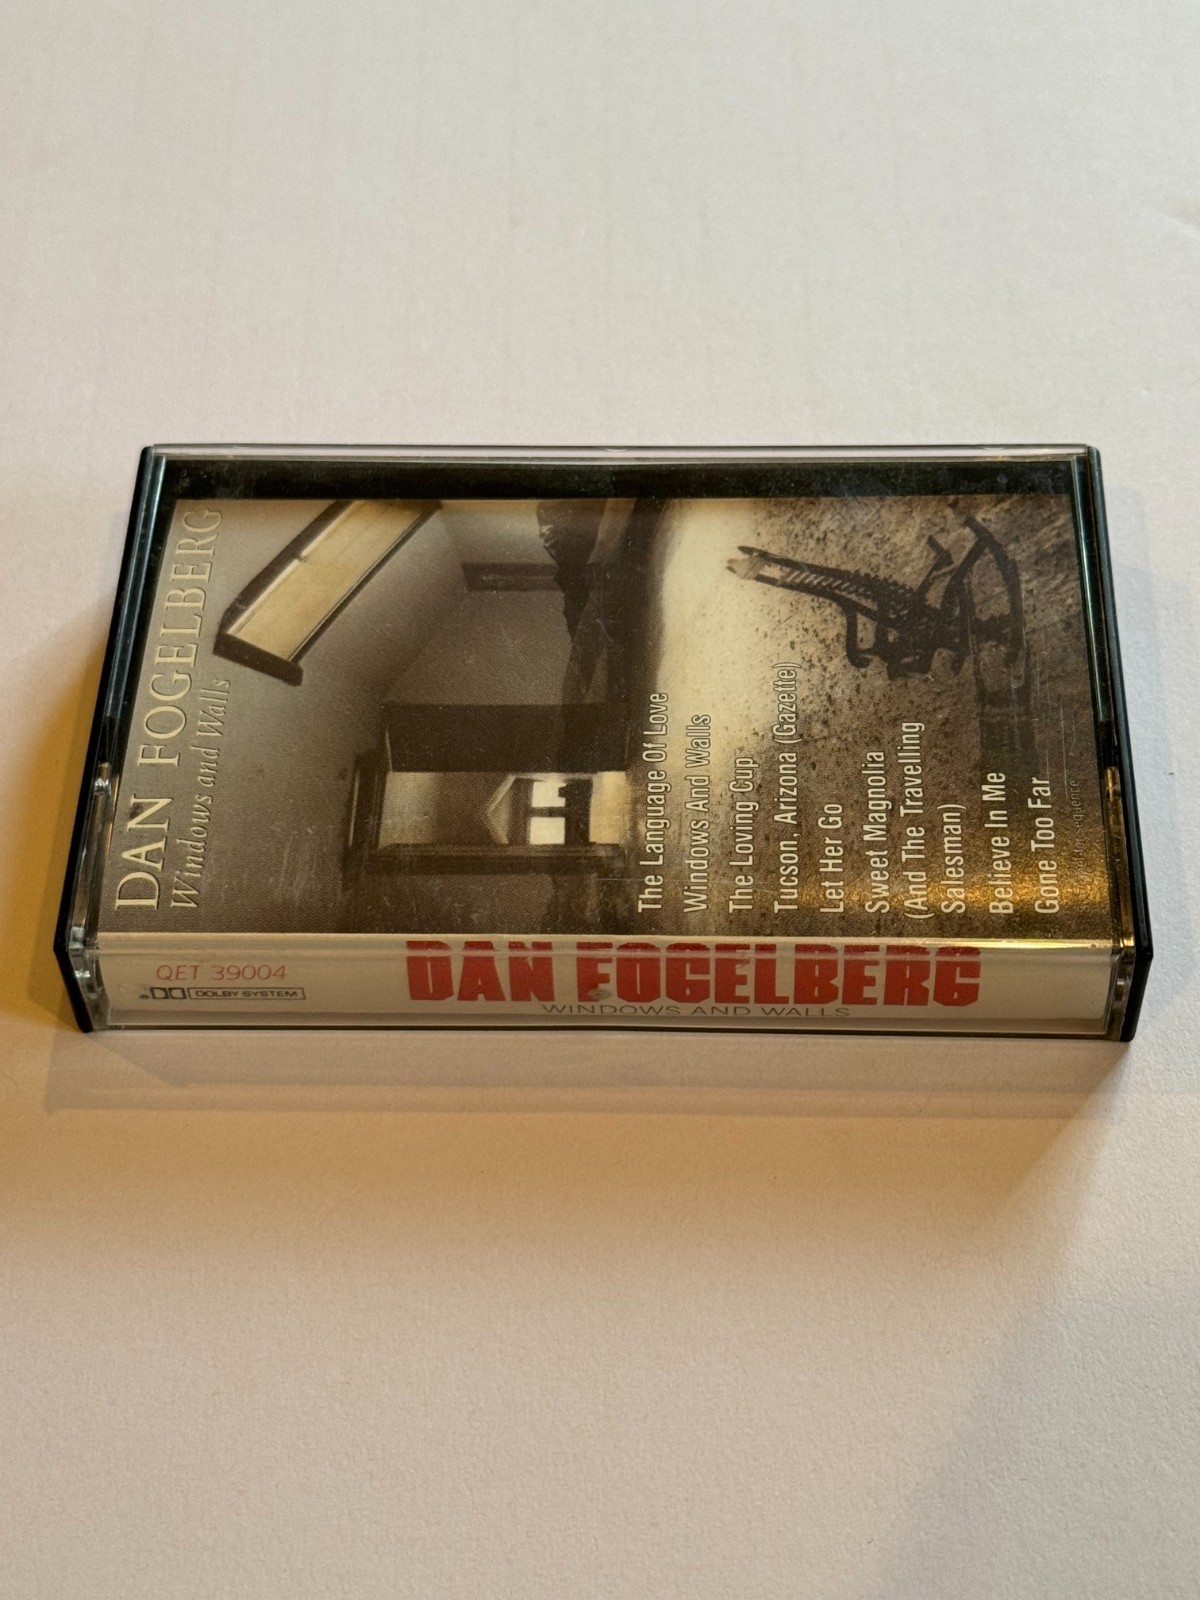 DAN FOGELBERG
Windows and Walls
The Language Of Love
Windows And Walls
The Loving Cup
Tucson, Arizona (Gazette)
Let Her Go
Sweet Magnolia
(And The Travelling
Salesman)
Believe In Me
Gone Too Far
sequence
QET 39004
DOLBY SYSTEM
DAN FOGELBERG
WINDOWS AND WALLS